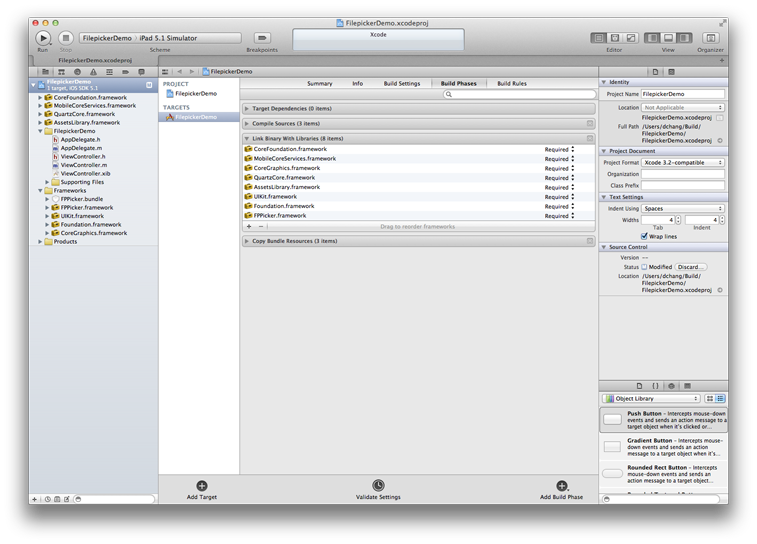 FilepickerDemo.xcodeproj
Run
Stop
FilepickerDemo
iPad 5.1 Simulator
Scheme
Breakpoints
Xcode
Editor
View
Organizer
FilepickerDemo.xcodeproj
FilepickerDemo
1 target, iOS SDK 5.1
M
CoreFoundation.framework
MobileCoreServices.framework
QuartzCore.framework
AssetsLibrary.framework
FilepickerDemo
AppDelegate.h
AppDelegate.m
ViewController.h
ViewController.m
ViewController.xib
Supporting Files
Frameworks
FPPicker.bundle
FPPicker.framework
UIKit.framework
Foundation.framework
CoreGraphics.framework
Products
FilepickerDemo
PROJECT
FilepickerDemo
TARGETS
FilepickerDemo
Summary
Info
Build Settings
Build Phases
Build Rules
Target Dependencies (0 items)
Compile Sources (3 items)
Link Binary With Libraries (8 items)
CoreFoundation.framework Required
MobileCoreServices.framework Required
CoreGraphics.framework Required
QuartzCore.framework Required
AssetsLibrary.framework Required
UIKit.framework Required
Foundation.framework Required
FPPicker.framework Required
+ − Drag to reorder frameworks
Copy Bundle Resources (3 items)
Add Target
Validate Settings
Add Build Phase
Identity
Project Name FilepickerDemo
Location Not Applicable
FilepickerDemo.xcodeproj
Full Path /Users/dchang/Build/
FilepickerDemo/
FilepickerDemo.xcodeproj
Project Document
Project Format Xcode 3.2-compatible
Organization
Class Prefix
Text Settings
Indent Using Spaces
Widths 4 4
Tab Indent
Wrap lines
Source Control
Version --
Status Modified Discard...
Location /Users/dchang/Build/
FilepickerDemo/
FilepickerDemo.xcodeproj
{ }
Object Library
Push Button - Intercepts mouse-down
events and sends an action message to a
target object when it's clicked or...
Gradient Button - Intercepts mouse-
down events and sends an action
message to a target object when it's...
Rounded Rect Button - Intercepts
mouse-down events and sends an
action message to a target object...